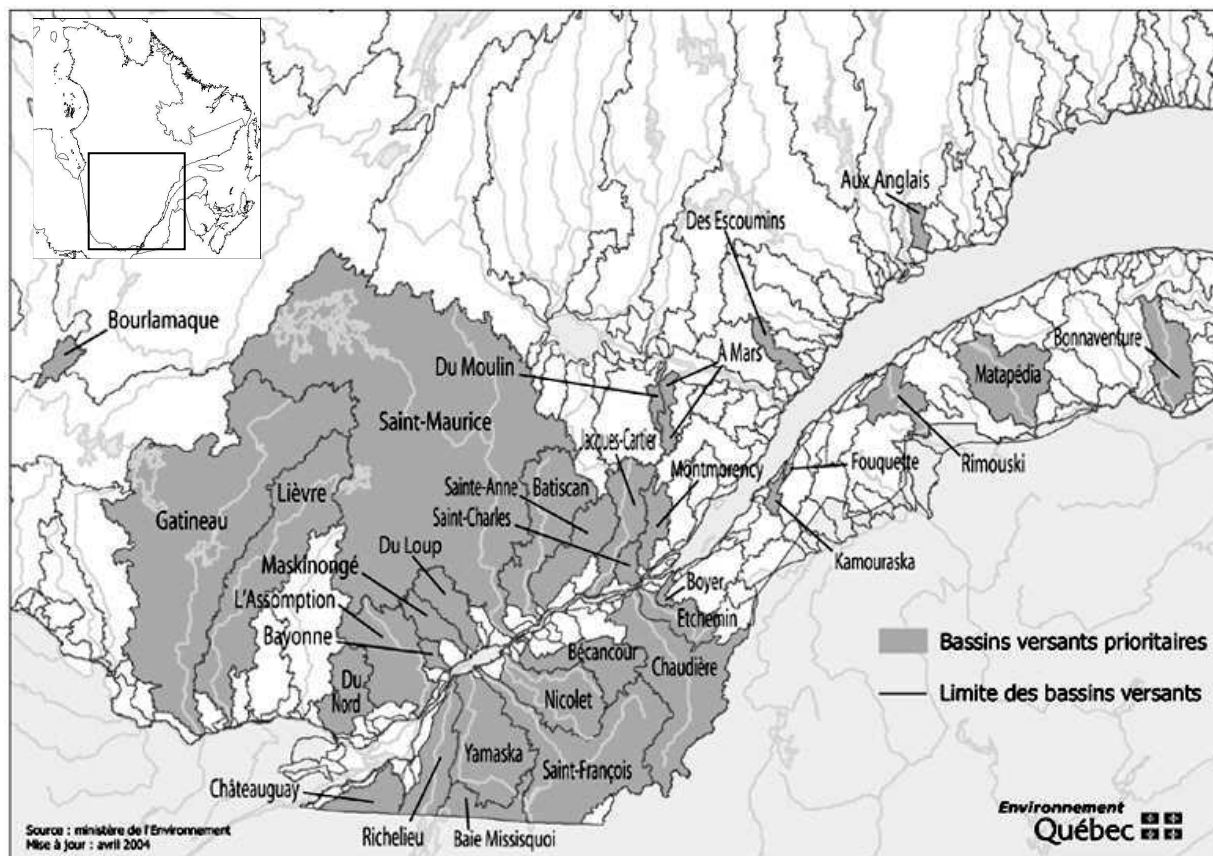 Aux Anglais
Des Escoumins
Bourlamaque
Bonnaventure
À Mars
Du Moulin
Matapédia
Saint-Maurice
Jacques-Cartier
Montmorency
Fouquette
Rimouski
Sainte-Anne
Batiscan
Lièvre
Gatineau
Saint-Charles
Du Loup
Kamouraska
Maskinongé
Boyer
L'Assomption
Etchemin
Bayonne
Bécancour
Chaudière
Bassins versants prioritaires
Du
Nord
Nicolet
Limite des bassins versants
Yamaska
Saint-François
Châteauguay
Richelieu
Baie Missisquoi
Environnement
Québec
Source : ministère de l'Environnement
Mise à jour : avril 2004